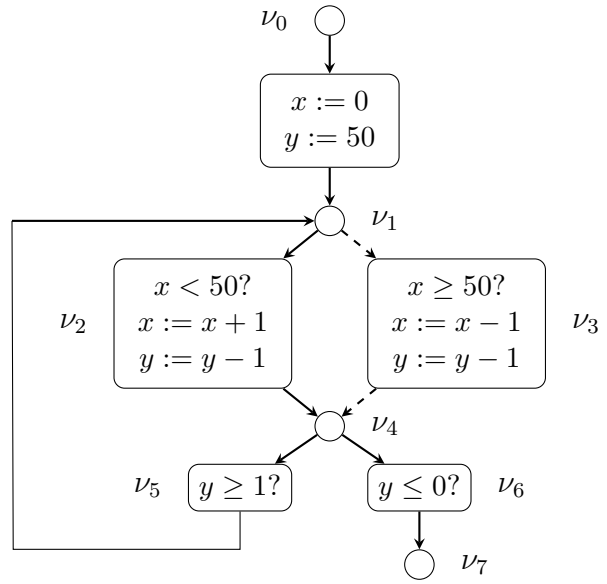 ν₀
x := 0
y := 50
ν₁
x < 50?
x := x + 1
y := y − 1
ν₂
x ≥ 50?
x := x − 1
y := y − 1
ν₃
ν₄
ν₅
y ≥ 1?
y ≤ 0?
ν₆
ν₇